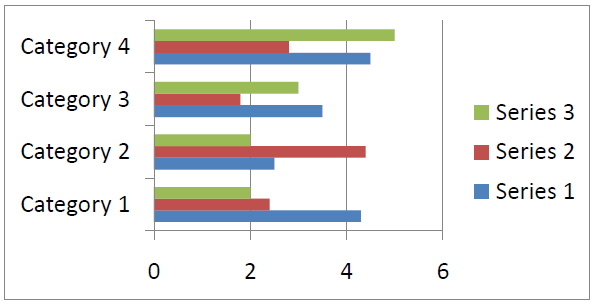 Category 4
Category 3
Category 2
Category 1
0 2 4 6
Series 3
Series 2
Series 1